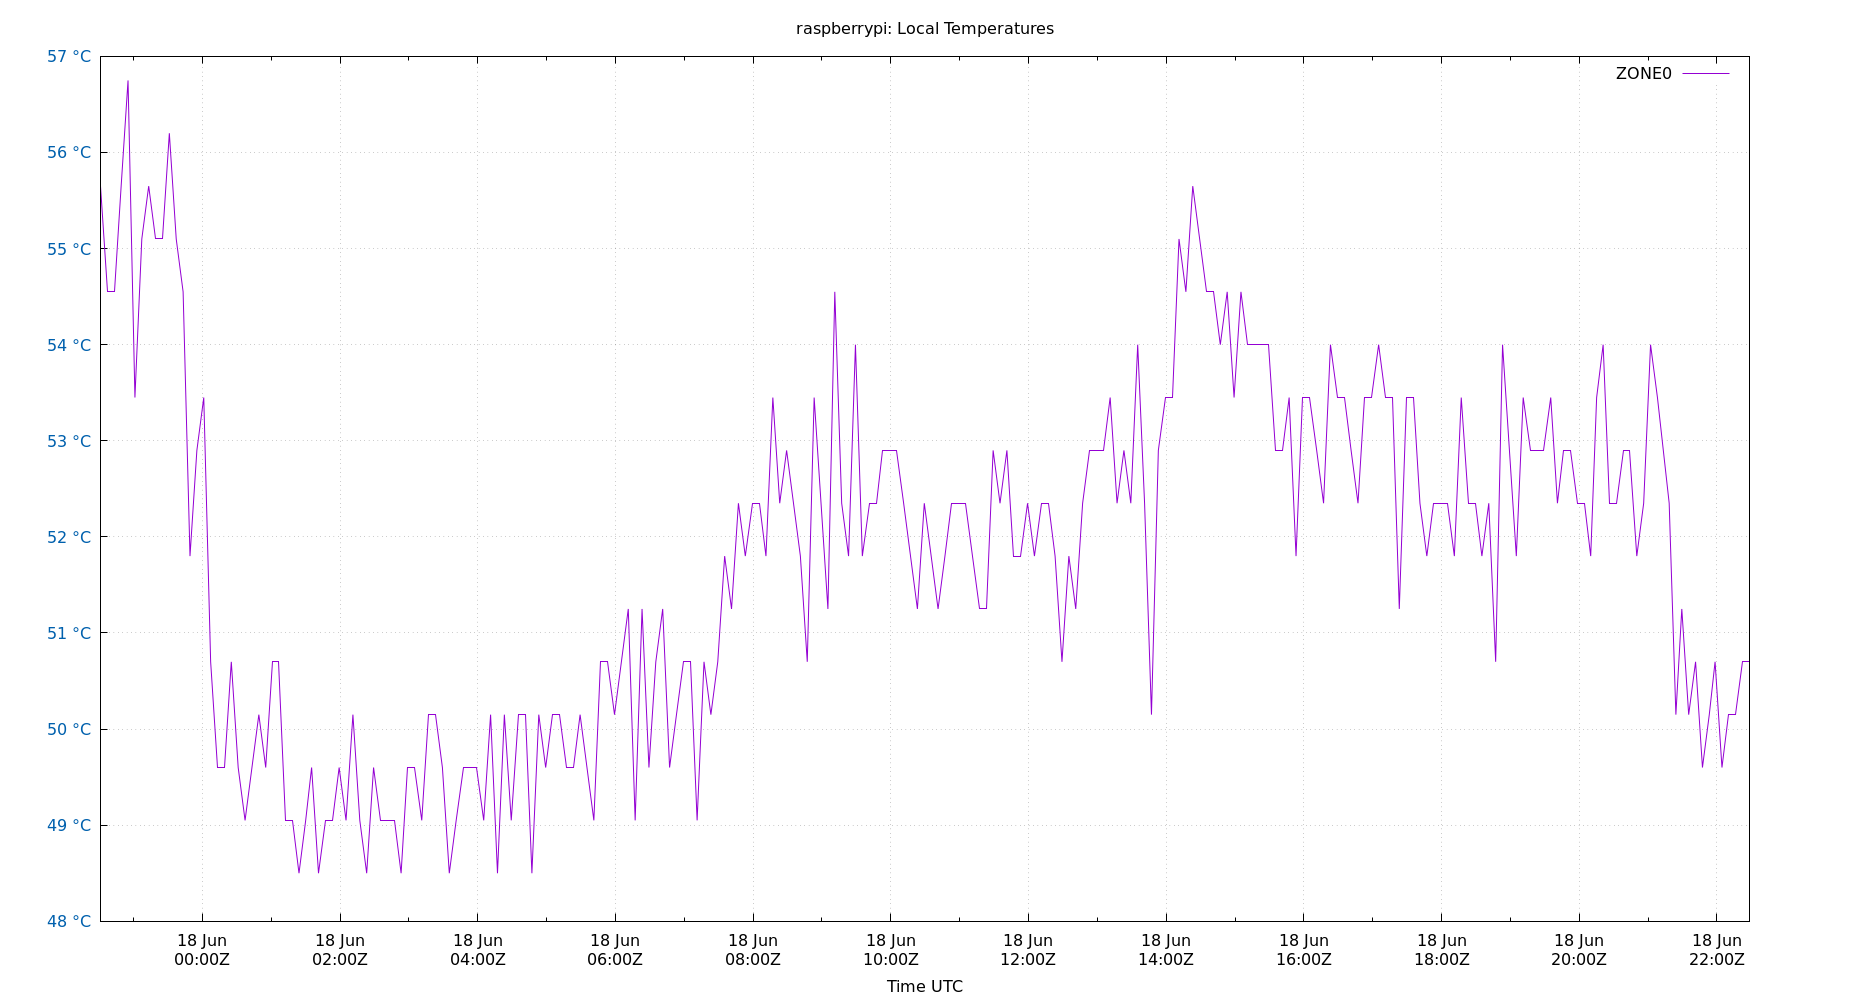 raspberrypi: Local Temperatures
ZONE0
57 °C
56 °C
55 °C
54 °C
53 °C
52 °C
51 °C
50 °C
49 °C
48 °C
18 Jun 18 Jun 18 Jun 18 Jun 18 Jun 18 Jun 18 Jun 18 Jun 18 Jun 18 Jun 18 Jun 18 Jun
00:00Z 02:00Z 04:00Z 06:00Z 08:00Z 10:00Z 12:00Z 14:00Z 16:00Z 18:00Z 20:00Z 22:00Z
Time UTC